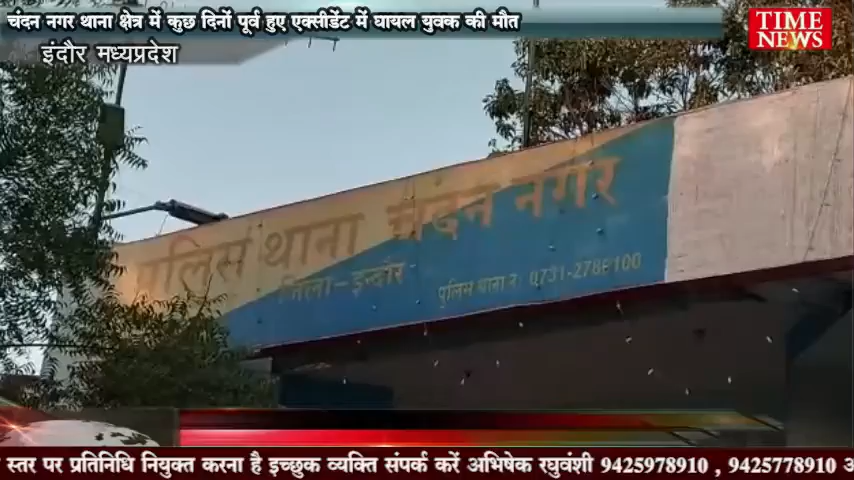 चंदन नगर थाना क्षेत्र में कुछ दिनों पूर्व हुए एक्सीडेंट में घायल युवक की मौत
TIME
NEWS
इंदौर मध्यप्रदेश
पुलिस थाना चंदन नगर
जिला-इन्दौर
पुलिस थाना नं. 0731-2788100
स्तर पर प्रतिनिधि नियुक्त करना है इच्छुक व्यक्ति संपर्क करें अभिषेक रघुवंशी 9425978910 , 9425778910